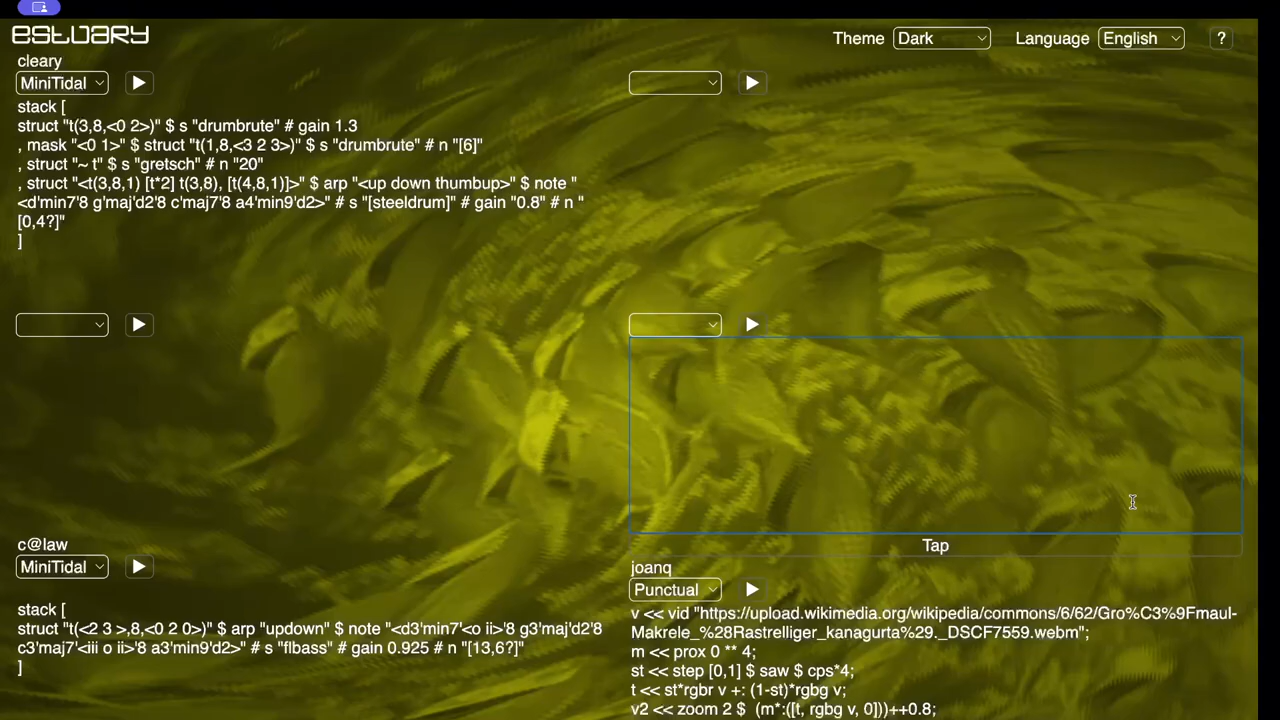 estuary
Theme Dark Language English ?
cleary
MiniTidal
stack [
struct "t(3,8,<0 2>)" $ s "drumbrute" # gain 1.3
, mask "<0 1>" $ struct "t(1,8,<3 2 3>)" $ s "drumbrute" # n "[6]"
, struct "~ t" $ s "gretsch" # n "20"
, struct "<t(3,8,1) [t*2] t(3,8), [t(4,8,1)]>" $ arp "<up down thumbup>" $ note "
<d'min7'8 g'maj'd2'8 c'maj7'8 a4'min9'd2>" # s "[steeldrum]" # gain "0.8" # n "
[0,4?]"
]
Tap
c@law
MiniTidal
stack [
struct "t(<2 3 >,8,<0 2 0>)" $ arp "updown" $ note "<d3'min7'<o ii>'8 g3'maj'd2'8
c3'maj7'<iii o ii>'8 a3'min9'd2>" # s "flbass" # gain 0.925 # n "[13,6?]"
]
joanq
Punctual
v << vid "https://upload.wikimedia.org/wikipedia/commons/6/62/Gro%C3%9Fmaul-
Makrele_%28Rastrelliger_kanagurta%29._DSCF7559.webm";
m << prox 0 ** 4;
st << step [0,1] $ saw $ cps*4;
t << st*rgbr v +: (1-st)*rgbg v;
v2 << zoom 2 $ (m*:([t, rgbg v, 0]))++0.8;